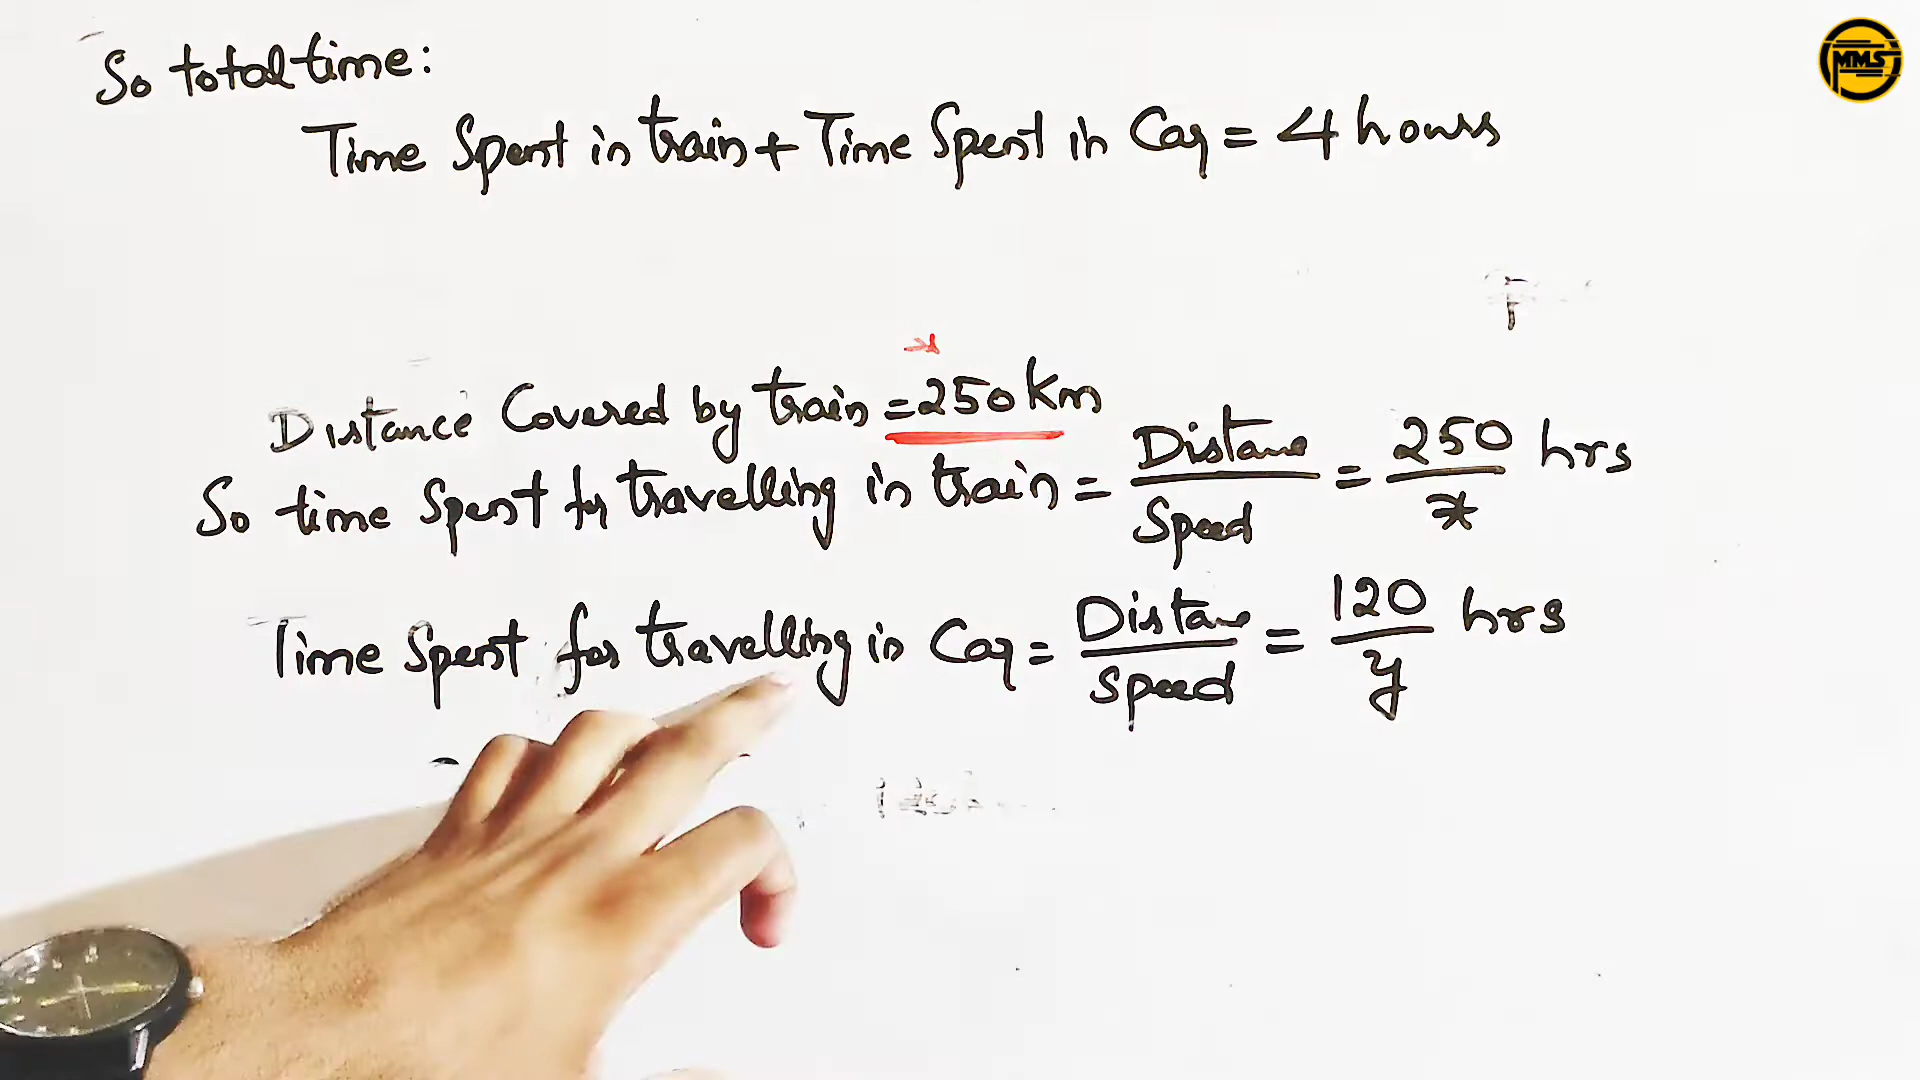 So total time:
Time Spent in train + Time Spent in Car = 4 hours
Distance Covered by train = 250 km
So time Spent for travelling in train = Distance / Speed = 250 / x hrs
Time Spent for travelling in Car = Distance / Speed = 120 / y hrs
MMS